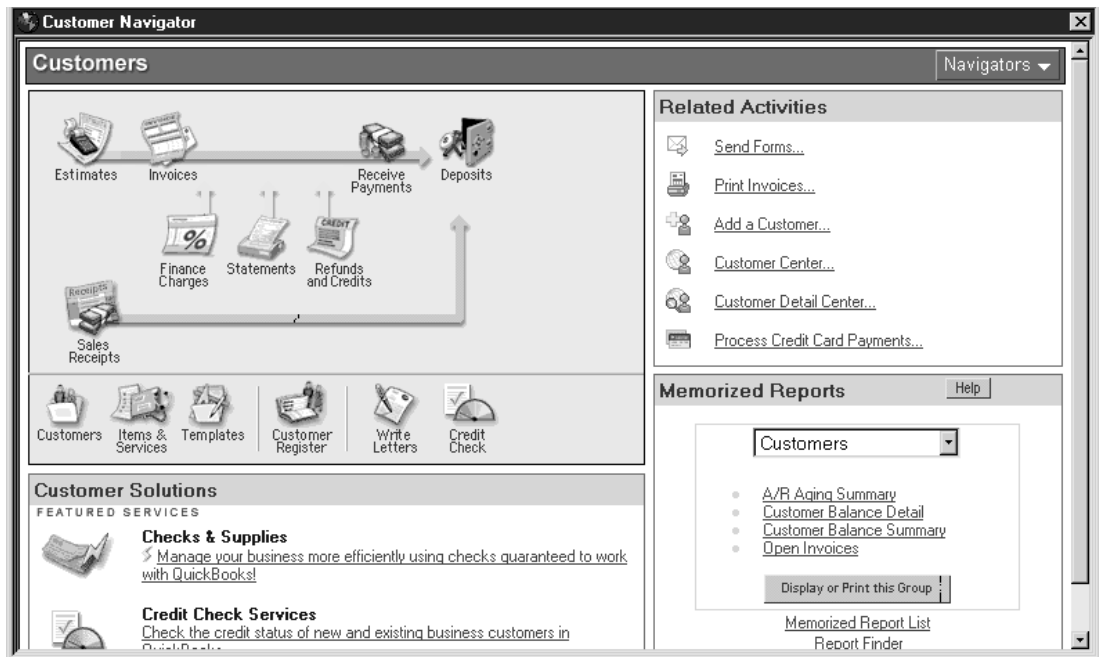 Customer Navigator
Customers
Navigators
Estimates
Invoices
Receive
Payments
Deposits
%
CREDIT
Finance
Charges
Statements
Refunds
and Credits
Receipts
Sales
Receipts
Customers
Items &
Services
Templates
Customer
Register
Write
Letters
Credit
Check
Customer Solutions
FEATURED SERVICES
Checks & Supplies
Manage your business more efficiently using checks guaranteed to work
with QuickBooks!
Credit Check Services
Check the credit status of new and existing business customers in
QuickBooks
Related Activities
Send Forms...
Print Invoices...
Add a Customer...
Customer Center...
Customer Detail Center...
Process Credit Card Payments...
Memorized Reports
Help
Customers
A/R Aging Summary
Customer Balance Detail
Customer Balance Summary
Open Invoices
Display or Print this Group
Memorized Report List
Report Finder